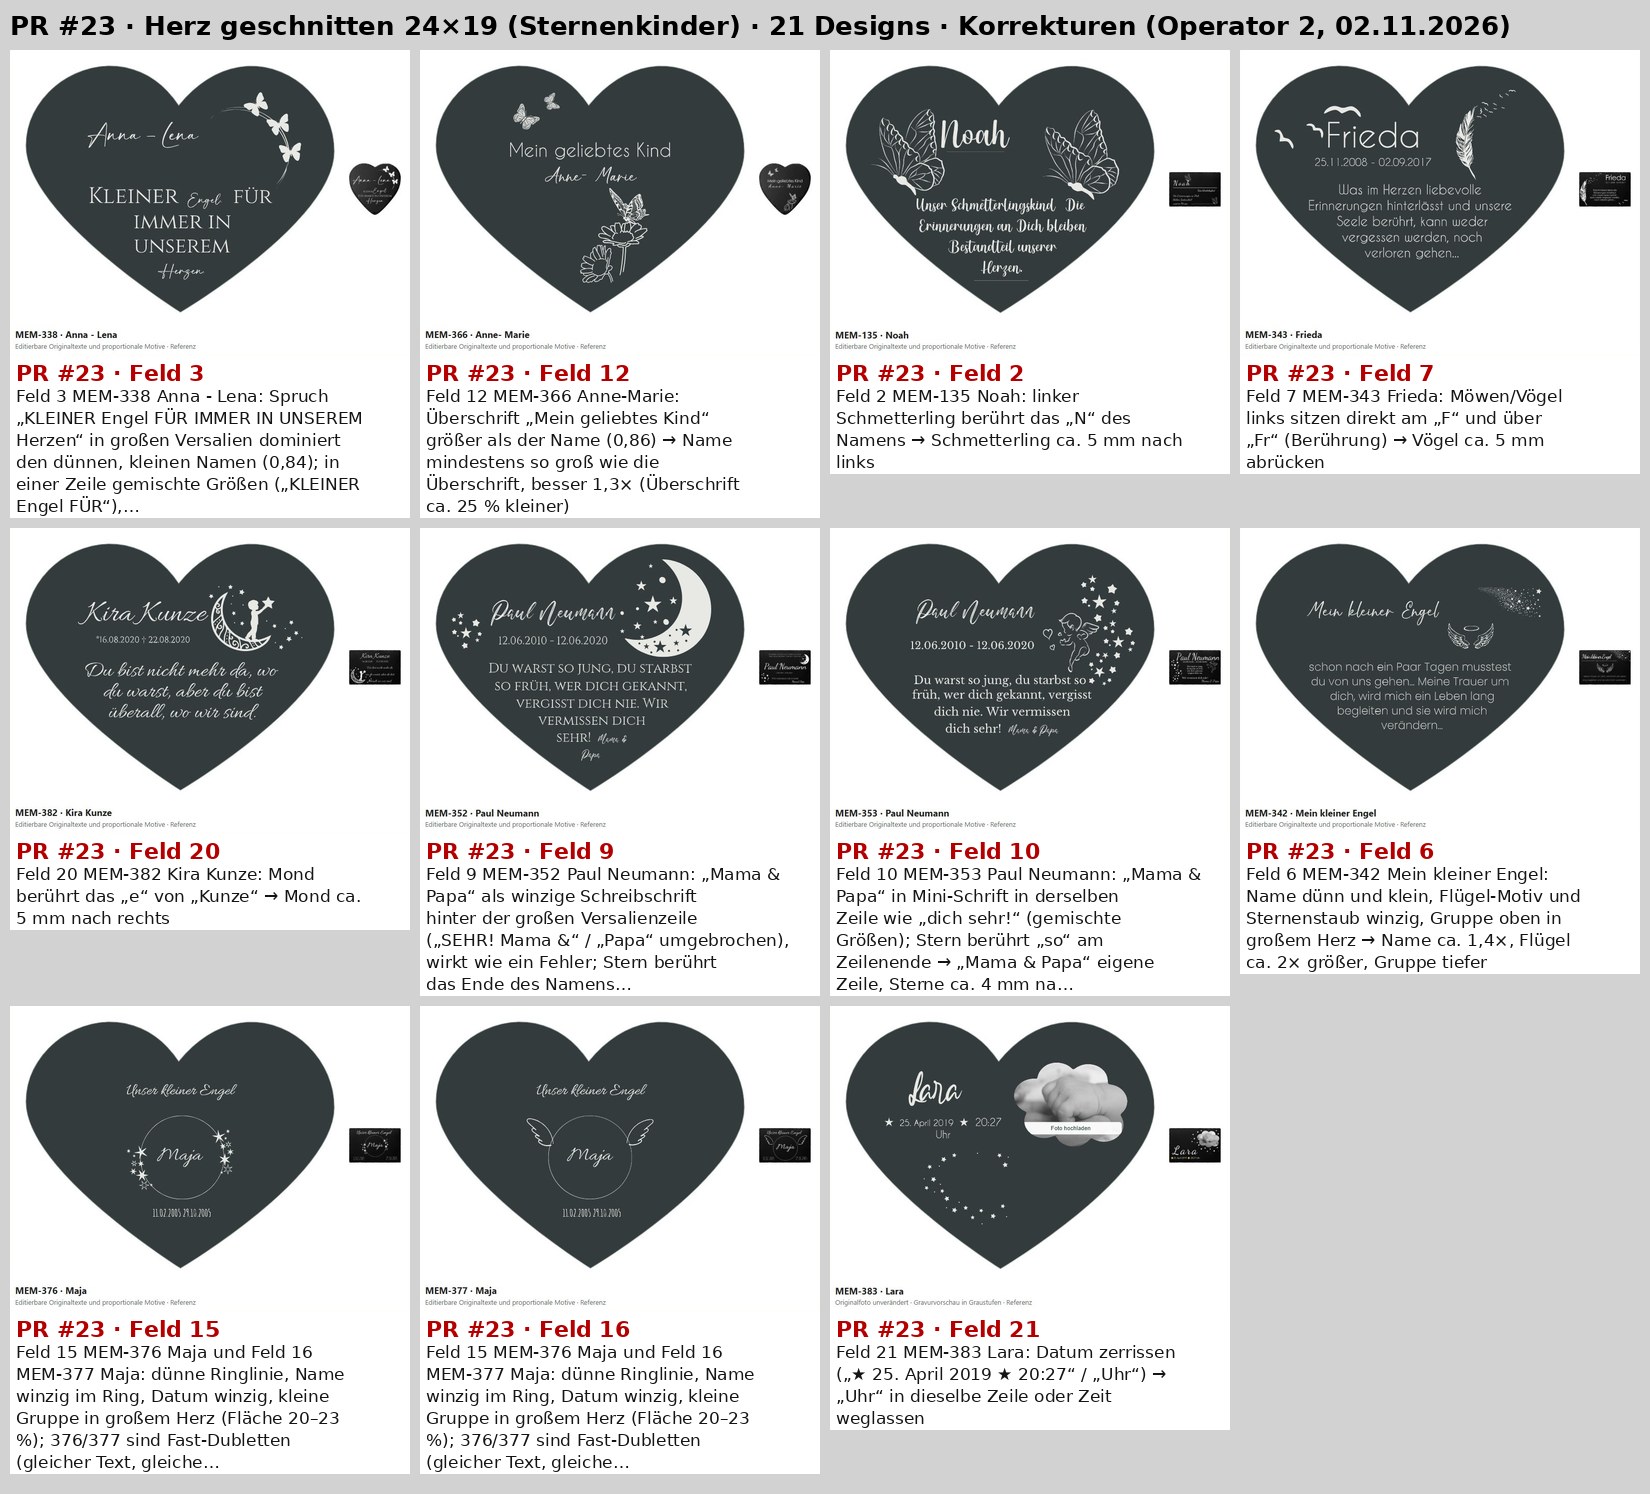 PR #23 · Herz geschnitten 24×19 (Sternenkinder) · 21 Designs · Korrekturen (Operator 2, 02.11.2026)
Anna - Lena
KLEINER Engel FÜR
IMMER IN
UNSEREM
Herzen
MEM-338 · Anna - Lena
Editierbare Originaltexte und proportionale Motive · Referenz
PR #23 · Feld 3
Feld 3 MEM-338 Anna - Lena: Spruch
„KLEINER Engel FÜR IMMER IN UNSEREM
Herzen“ in großen Versalien dominiert
den dünnen, kleinen Namen (0,84); in
einer Zeile gemischte Größen („KLEINER
Engel FÜR“),...
Mein geliebtes Kind
Anne- Marie
MEM-366 · Anne- Marie
Editierbare Originaltexte und proportionale Motive · Referenz
PR #23 · Feld 12
Feld 12 MEM-366 Anne-Marie:
Überschrift „Mein geliebtes Kind“
größer als der Name (0,86) → Name
mindestens so groß wie die
Überschrift, besser 1,3× (Überschrift
ca. 25 % kleiner)
Noah
Unser Schmetterlingskind Die
Erinnerungen an Dich bleiben
Bestandteil unserer
Herzen.
MEM-135 · Noah
Editierbare Originaltexte und proportionale Motive · Referenz
PR #23 · Feld 2
Feld 2 MEM-135 Noah: linker
Schmetterling berührt das „N“ des
Namens → Schmetterling ca. 5 mm nach
links
Frieda
25.11.2008 - 02.09.2017
Was im Herzen liebevolle
Erinnerungen hinterlässt und unsere
Seele berührt, kann weder
vergessen werden, noch
verloren gehen...
MEM-343 · Frieda
Editierbare Originaltexte und proportionale Motive · Referenz
PR #23 · Feld 7
Feld 7 MEM-343 Frieda: Möwen/Vögel
links sitzen direkt am „F“ und über
„Fr“ (Berührung) → Vögel ca. 5 mm
abrücken
Kira Kunze
*16.08.2020 ÷ 22.08.2020
Du bist nicht mehr da, wo
du warst, aber du bist
überall, wo wir sind.
MEM-382 · Kira Kunze
Editierbare Originaltexte und proportionale Motive · Referenz
PR #23 · Feld 20
Feld 20 MEM-382 Kira Kunze: Mond
berührt das „e“ von „Kunze“ → Mond ca.
5 mm nach rechts
Paul Neumann
12.06.2010 - 12.06.2020
DU WARST SO JUNG, DU STARBST
SO FRÜH, WER DICH GEKANNT,
VERGISST DICH NIE. WIR
VERMISSEN DICH
SEHR! Mama &
Papa
MEM-352 · Paul Neumann
Editierbare Originaltexte und proportionale Motive · Referenz
PR #23 · Feld 9
Feld 9 MEM-352 Paul Neumann: „Mama &
Papa“ als winzige Schreibschrift
hinter der großen Versalienzeile
(„SEHR! Mama &“ / „Papa“ umgebrochen),
wirkt wie ein Fehler; Stern berührt
das Ende des Namens...
Paul Neumann
12.06.2010 - 12.06.2020
Du warst so jung, du starbst so
früh, wer dich gekannt, vergisst
dich nie. Wir vermissen
dich sehr! Mama & Papa
MEM-353 · Paul Neumann
Editierbare Originaltexte und proportionale Motive · Referenz
PR #23 · Feld 10
Feld 10 MEM-353 Paul Neumann: „Mama &
Papa“ in Mini-Schrift in derselben
Zeile wie „dich sehr!“ (gemischte
Größen); Stern berührt „so“ am
Zeilenende → „Mama & Papa“ eigene
Zeile, Sterne ca. 4 mm na...
Mein kleiner Engel
schon nach ein Paar Tagen musstest
du von uns gehen... Meine Trauer um
dich, wird mich ein Leben lang
begleiten und sie wird mich
verändern...
MEM-342 · Mein kleiner Engel
Editierbare Originaltexte und proportionale Motive · Referenz
PR #23 · Feld 6
Feld 6 MEM-342 Mein kleiner Engel:
Name dünn und klein, Flügel-Motiv und
Sternenstaub winzig, Gruppe oben in
großem Herz → Name ca. 1,4×, Flügel
ca. 2× größer, Gruppe tiefer
Unser kleiner Engel
Maja
MEM-376 · Maja
Editierbare Originaltexte und proportionale Motive · Referenz
PR #23 · Feld 15
Feld 15 MEM-376 Maja und Feld 16
MEM-377 Maja: dünne Ringlinie, Name
winzig im Ring, Datum winzig, kleine
Gruppe in großem Herz (Fläche 20–23
%); 376/377 sind Fast-Dubletten
(gleicher Text, gleiche...
Unser kleiner Engel
Maja
MEM-377 · Maja
Editierbare Originaltexte und proportionale Motive · Referenz
PR #23 · Feld 16
Feld 15 MEM-376 Maja und Feld 16
MEM-377 Maja: dünne Ringlinie, Name
winzig im Ring, Datum winzig, kleine
Gruppe in großem Herz (Fläche 20–23
%); 376/377 sind Fast-Dubletten
(gleicher Text, gleiche...
Lara
★ 25. April 2019 ★ 20:27
Uhr
Foto hochladen
MEM-383 · Lara
Originalfoto unverändert · Gravurvorschau in Graustufen · Referenz
PR #23 · Feld 21
Feld 21 MEM-383 Lara: Datum zerrissen
(„★ 25. April 2019 ★ 20:27“ / „Uhr“) →
„Uhr“ in dieselbe Zeile oder Zeit
weglassen